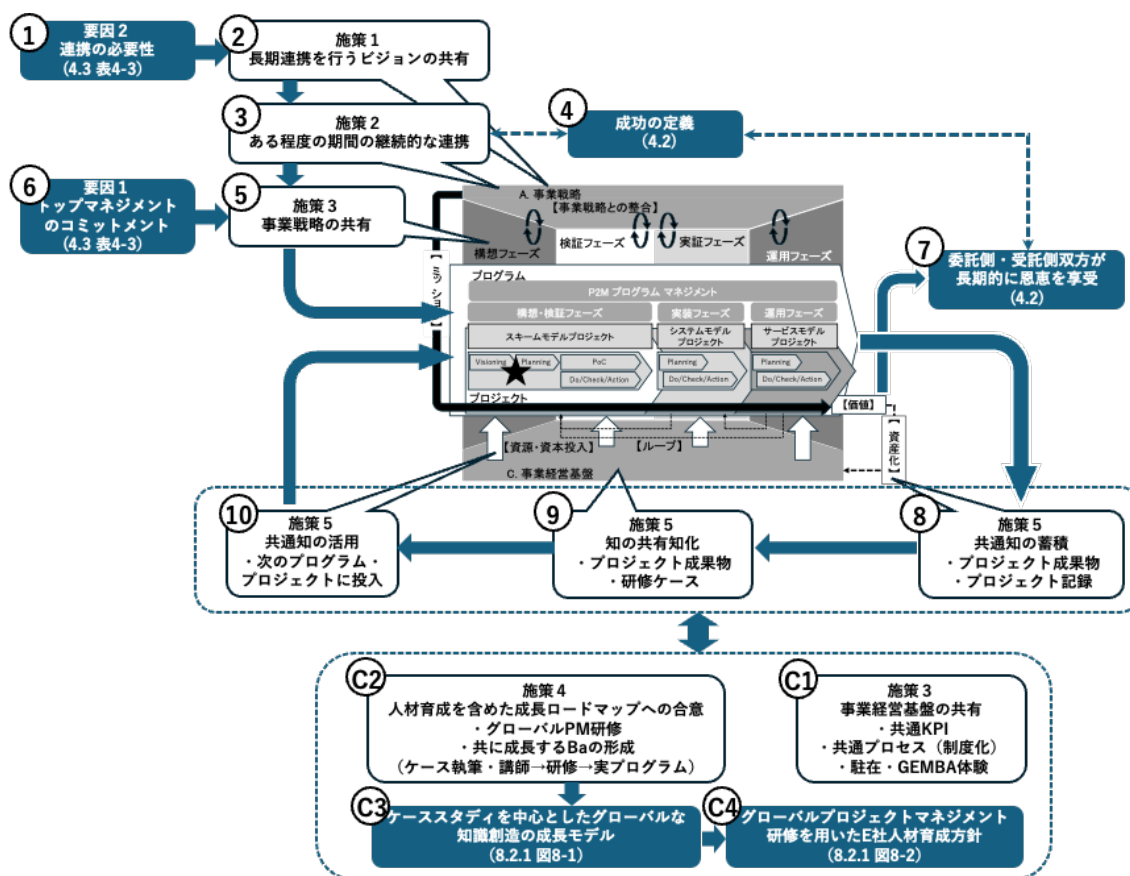 ①
要因２
連携の必要性
(4.3 表4-3)
②
施策１
長期連携を行うビジョンの共有
③
施策２
ある程度の期間の継続的な連携
④
成功の定義
(4.2)
⑥
要因１
トップマネジメント
のコミットメント
(4.3 表4-3)
⑤
施策３
事業戦略の共有
⑦
委託側・受託側双方が
長期的に恩恵を享受
(4.2)
A. 事業戦略
【事業戦略との整合】
構想フェーズ
検証フェーズ
実証フェーズ
運用フェーズ
【ミッション】
プログラム
P2M プログラム マネジメント
構想・検証フェーズ
実装フェーズ
運用フェーズ
スキームモデルプロジェクト
システムモデル
プロジェクト
サービスモデル
プロジェクト
Visioning
Planning
PoC
Do/Check/Action
Planning
Do/Check/Action
Planning
Do/Check/Action
プロジェクト
【価値】
【資源・資本投入】
【ループ】
【資産化】
C. 事業経営基盤
⑩
施策５
共通知の活用
・次のプログラム・
プロジェクトに投入
⑨
施策５
知の共有知化
・プロジェクト成果物
・研修ケース
⑧
施策５
共通知の蓄積
・プロジェクト成果物
・プロジェクト記録
C2
施策４
人材育成を含めた成長ロードマップへの合意
・グローバルPM研修
・共に成長するBaの形成
（ケース執筆・講師→研修→実プログラム）
C1
施策３
事業経営基盤の共有
・共通KPI
・共通プロセス（制度化）
・駐在・GEMBA体験
C3
ケーススタディを中心としたグローバルな
知識創造の成長モデル
(8.2.1 図8-1)
C4
グローバルプロジェクトマネジメント
研修を用いたE社人材育成方針
(8.2.1 図8-2)